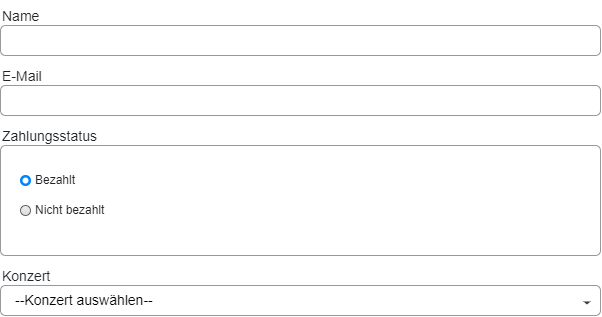 Name
E-Mail
Zahlungsstatus
Bezahlt
Nicht bezahlt
Konzert
--Konzert auswählen--